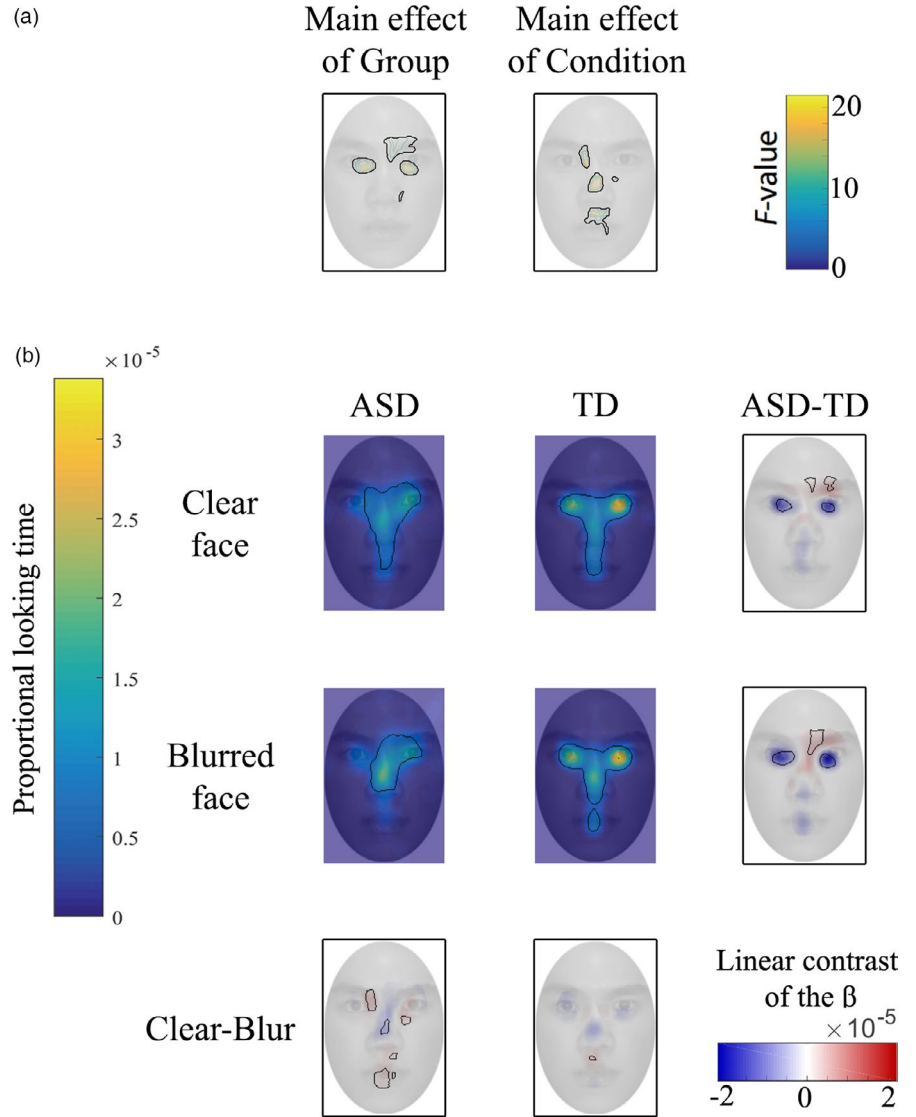 (a)
Main effect
of Group
Main effect
of Condition
20
10
0
F-value
(b)
× 10 -5
3
2.5
2
1.5
1
0.5
0
Proportional looking time
ASD
TD
ASD-TD
Clear
face
Blurred
face
Clear-Blur
Linear contrast
of the β
×10 -5
-2
0
2